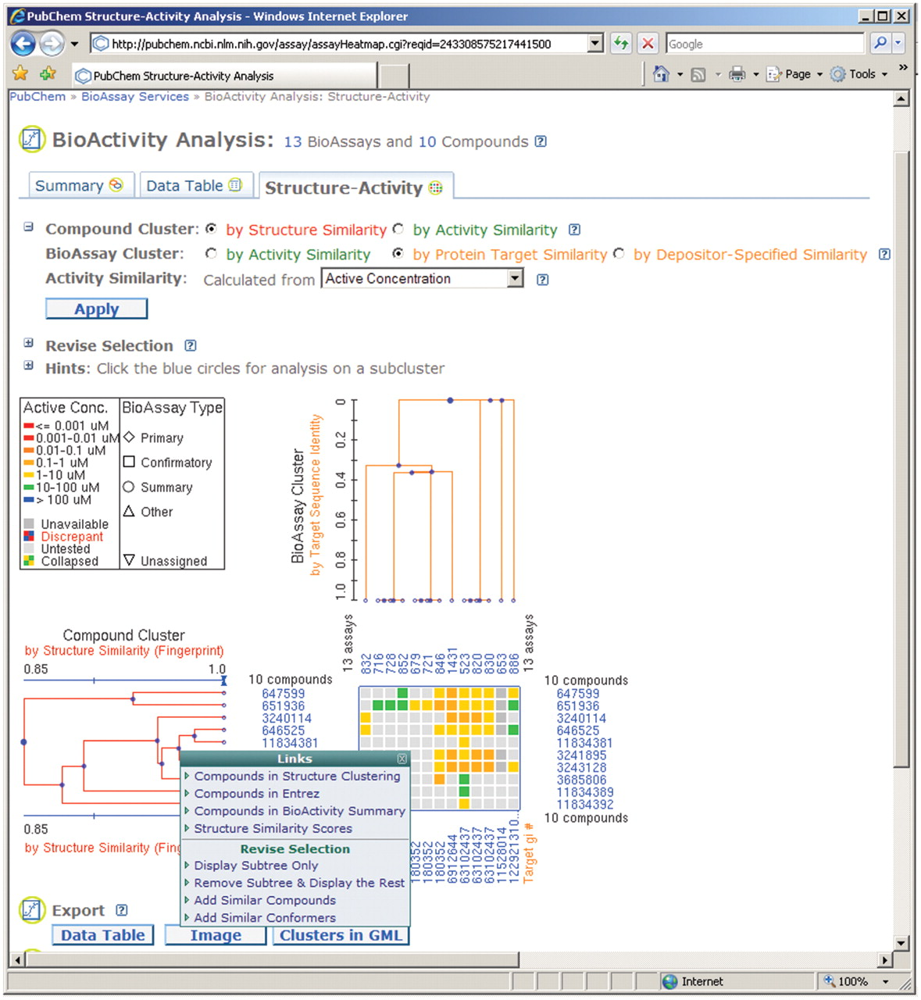 PubChem Structure-Activity Analysis - Windows Internet Explorer
http://pubchem.ncbi.nlm.nih.gov/assay/assayHeatmap.cgi?reqid=243308575217441500
Google
PubChem Structure-Activity Analysis
Page
Tools
PubChem » BioAssay Services » BioActivity Analysis: Structure-Activity
BioActivity Analysis: 13 BioAssays and 10 Compounds
Summary
Data Table
Structure-Activity
Compound Cluster: by Structure Similarity by Activity Similarity
BioAssay Cluster: by Activity Similarity by Protein Target Similarity by Depositor-Specified Similarity
Activity Similarity: Calculated from Active Concentration
Apply
Revise Selection
Hints: Click the blue circles for analysis on a subcluster
Active Conc.
<= 0.001 uM
0.001-0.01 uM
0.01-0.1 uM
0.1-1 uM
1-10 uM
10-100 uM
> 100 uM
Unavailable
Discrepant
Untested
Collapsed
BioAssay Type
Primary
Confirmatory
Summary
Other
Unassigned
BioAssay Cluster
by Target Sequence Identity
0
0.2
0.4
0.6
0.8
1.0
Compound Cluster
by Structure Similarity (Fingerprint)
0.85 1.0
13 assays
832
716
728
852
679
721
846
1431
523
820
830
653
886
13 assays
10 compounds
647599
651936
3240114
646525
11834381
10 compounds
647599
651936
3240114
646525
11834381
3241895
3243128
3685806
11834389
11834392
10 compounds
Links
Compounds in Structure Clustering
Compounds in Entrez
Compounds in BioActivity Summary
Structure Similarity Scores
Revise Selection
Display Subtree Only
Remove Subtree & Display the Rest
Add Similar Compounds
Add Similar Conformers
0.85
by Structure Similarity (Fing
180352
180352
180352
6912644
63102437
63102437
63102437
11528014
122921310...
Target gi #
Export
Data Table
Image
Clusters in GML
Internet
100%